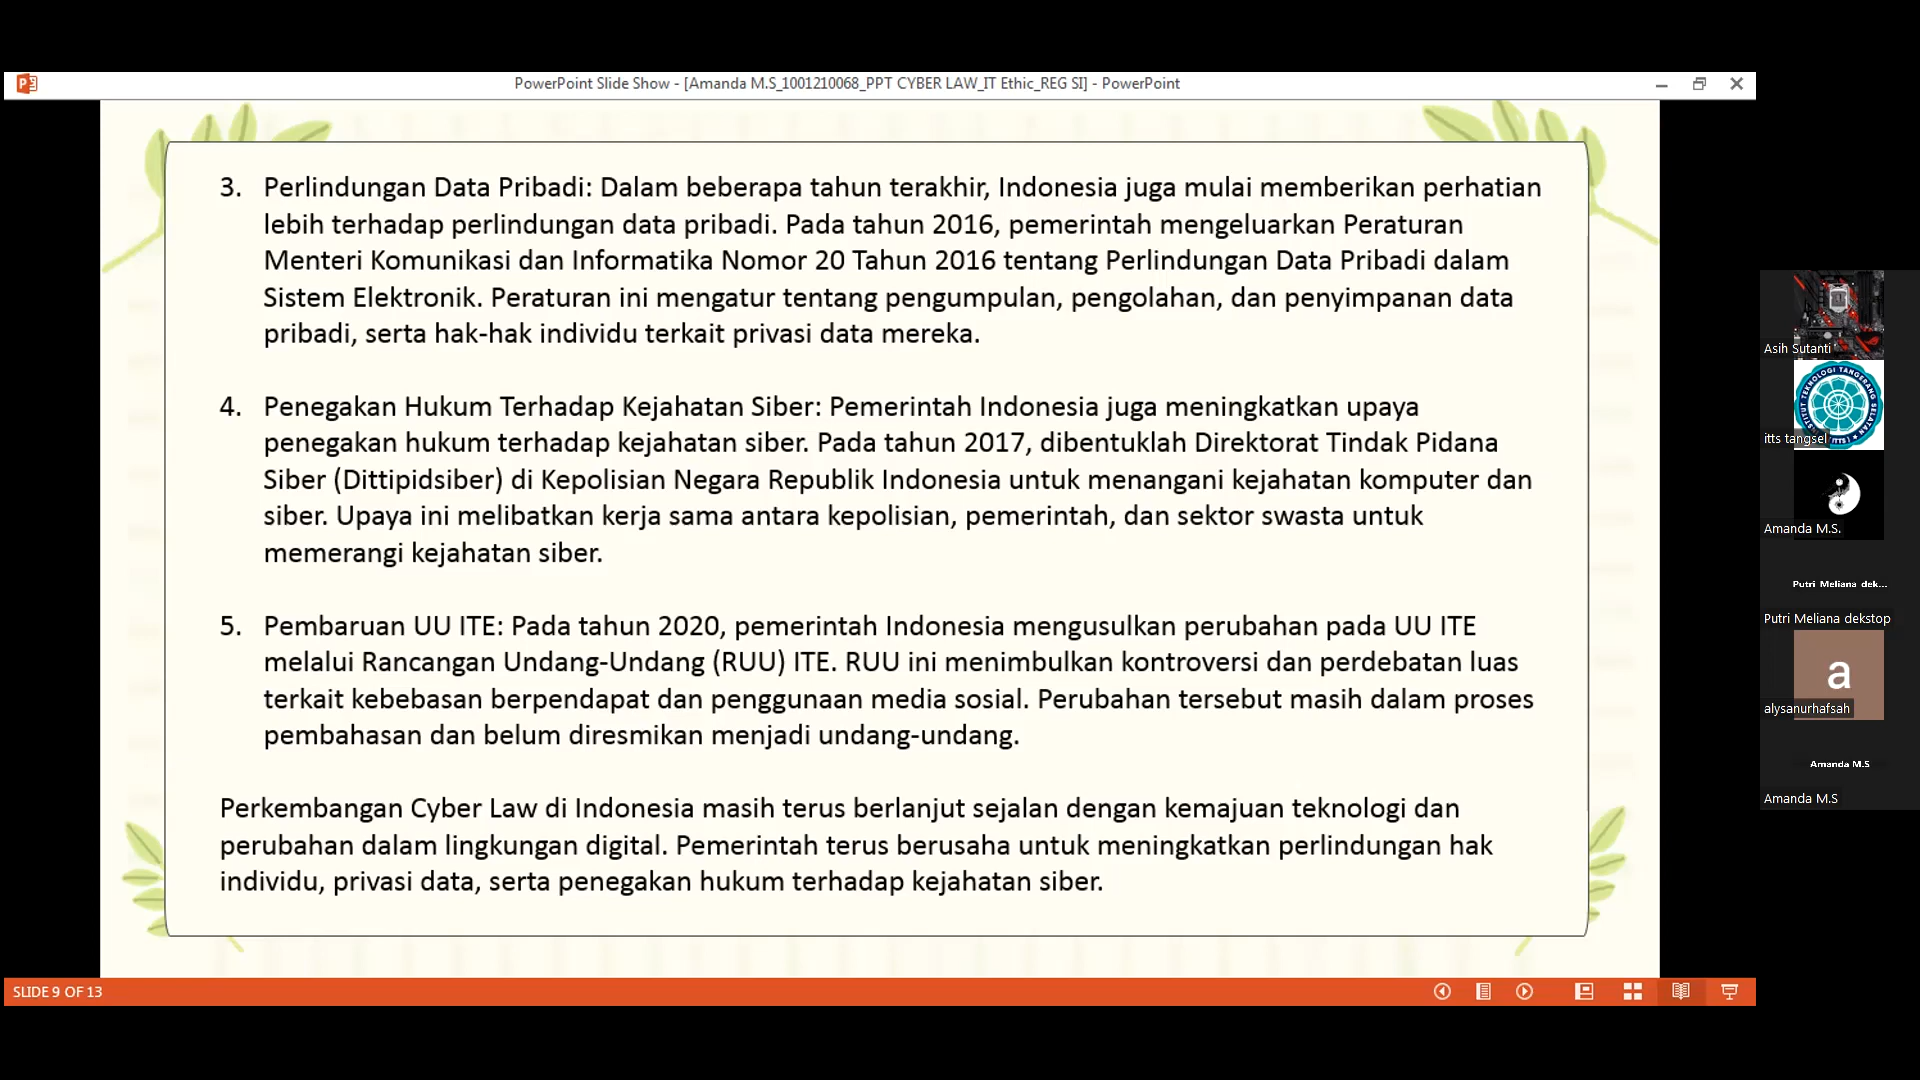 PowerPoint Slide Show - [Amanda M.S_1001210068_PPT CYBER LAW_IT Ethic_REG SI] - PowerPoint
3. Perlindungan Data Pribadi: Dalam beberapa tahun terakhir, Indonesia juga mulai memberikan perhatian
lebih terhadap perlindungan data pribadi. Pada tahun 2016, pemerintah mengeluarkan Peraturan
Menteri Komunikasi dan Informatika Nomor 20 Tahun 2016 tentang Perlindungan Data Pribadi dalam
Sistem Elektronik. Peraturan ini mengatur tentang pengumpulan, pengolahan, dan penyimpanan data
pribadi, serta hak-hak individu terkait privasi data mereka.
4. Penegakan Hukum Terhadap Kejahatan Siber: Pemerintah Indonesia juga meningkatkan upaya
penegakan hukum terhadap kejahatan siber. Pada tahun 2017, dibentuklah Direktorat Tindak Pidana
Siber (Dittipidsiber) di Kepolisian Negara Republik Indonesia untuk menangani kejahatan komputer dan
siber. Upaya ini melibatkan kerja sama antara kepolisian, pemerintah, dan sektor swasta untuk
memerangi kejahatan siber.
5. Pembaruan UU ITE: Pada tahun 2020, pemerintah Indonesia mengusulkan perubahan pada UU ITE
melalui Rancangan Undang-Undang (RUU) ITE. RUU ini menimbulkan kontroversi dan perdebatan luas
terkait kebebasan berpendapat dan penggunaan media sosial. Perubahan tersebut masih dalam proses
pembahasan dan belum diresmikan menjadi undang-undang.
Perkembangan Cyber Law di Indonesia masih terus berlanjut sejalan dengan kemajuan teknologi dan
perubahan dalam lingkungan digital. Pemerintah terus berusaha untuk meningkatkan perlindungan hak
individu, privasi data, serta penegakan hukum terhadap kejahatan siber.
SLIDE 9 OF 13
Asih Sutanti
INSTITUT TEKNOLOGI TANGERANG SELATAN
(ITTS)
itts tangsel
Amanda M.S.
Putri Meliana dek...
Putri Meliana dekstop
a
alysanurhafsah
Amanda M.S
Amanda M.S